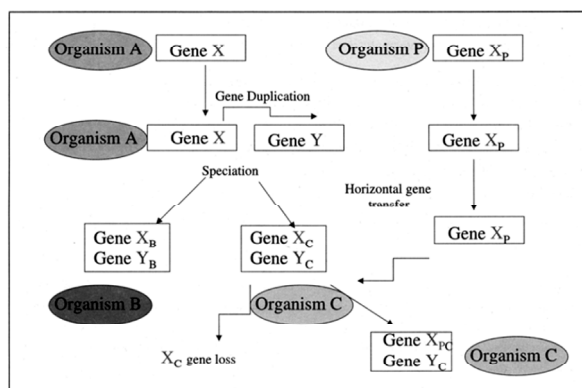 Organism A Gene X Organism P Gene X_P
Gene Duplication
Organism A Gene X Gene Y Gene X_P
Speciation
Horizontal gene
transfer
Gene X_B Gene X_C Gene X_P
Gene Y_B Gene Y_C
Organism B Organism C
X_C gene loss
Gene X_PC
Gene Y_C Organism C